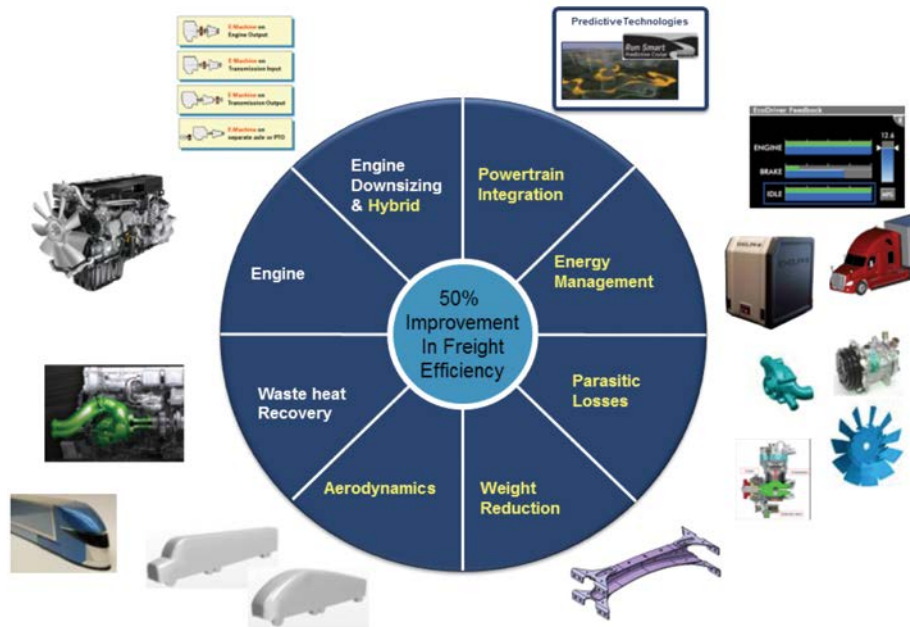 E-Machine on
Engine Output
E-Machine on
Transmission Input
E-Machine on
Transmission Output
E-Machine on
separate axle or PTO
Predictive Technologies
Run Smart
Predictive Cruise
EcoDriver Feedback
ENGINE
BRAKE
IDLE
12.6
MPG
Engine
Downsizing
& Hybrid
Powertrain
Integration
Engine
Energy
Management
50%
Improvement
In Freight
Efficiency
Waste heat
Recovery
Parasitic
Losses
Aerodynamics
Weight
Reduction